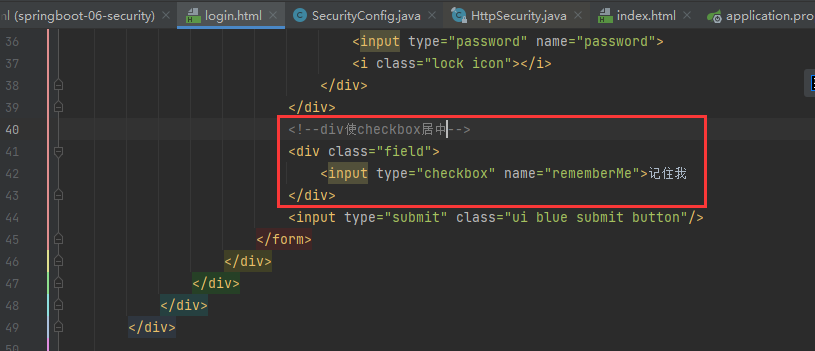 ml (springboot-06-security) login.html SecurityConfig.java HttpSecurity.java index.html application.pro
36 <input type="password" name="password">
37 <i class="lock icon"></i>
38 </div>
39 </div>
40 <!--div使checkbox居中-->
41 <div class="field">
42 <input type="checkbox" name="rememberMe">记住我
43 </div>
44 <input type="submit" class="ui blue submit button"/>
45 </form>
46 </div>
47 </div>
48 </div>
49 </div>
50